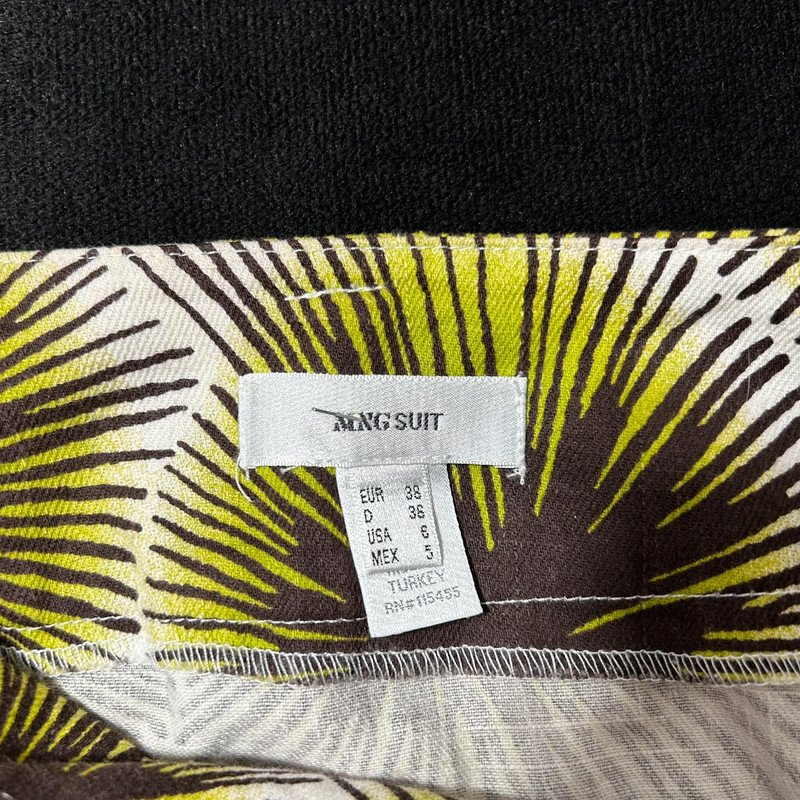 MNG SUIT
EUR 38
D 36
USA 6
MEX 5
TURKEY
RN#115455